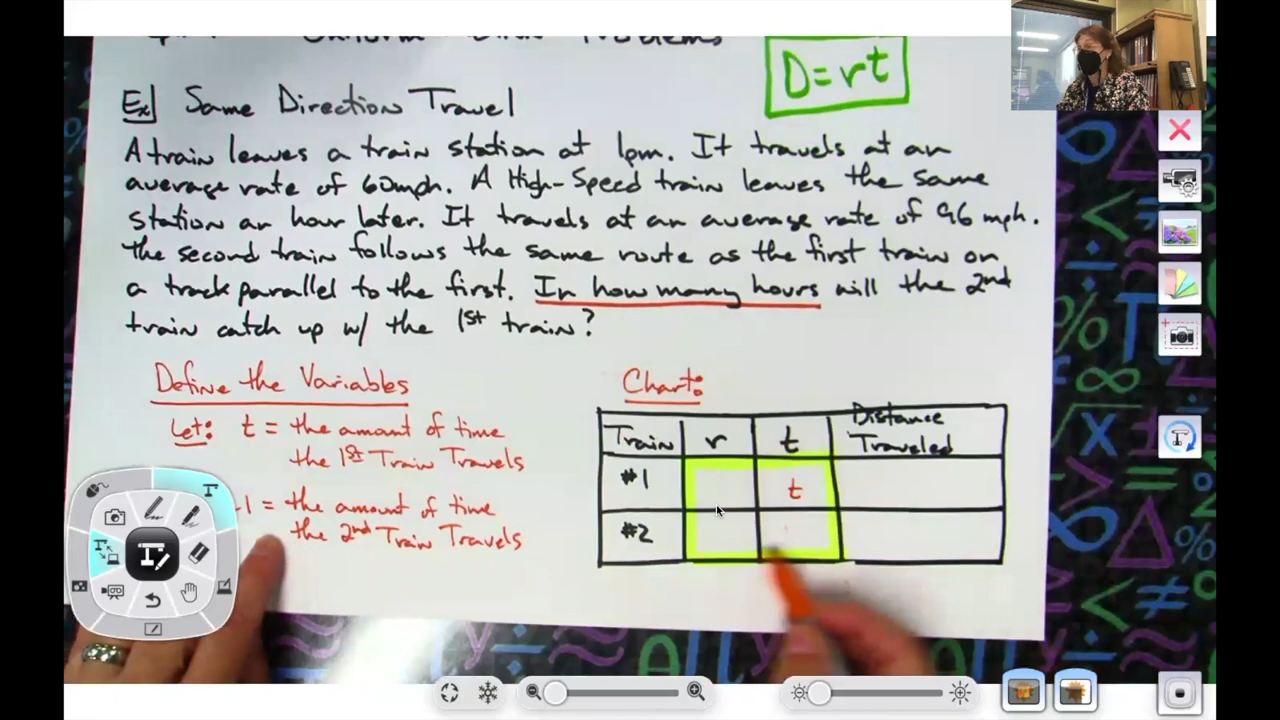 Problems
D=rt
Ex Same Direction Travel
A train leaves a train station at 1pm. It travels at an
average rate of 60mph. A High-Speed train leaves the same
station an hour later. It travels at an average rate of 96 mph.
The second train follows the same route as the first train on
a track parallel to the first. In how many hours will the 2nd
train catch up w/ the 1st train?
Define the Variables
Let: t = the amount of time
the 1st Train Travels
1 = the amount of time
the 2nd Train Travels
Chart:
Train r t Distance Traveled
#1 t
#2